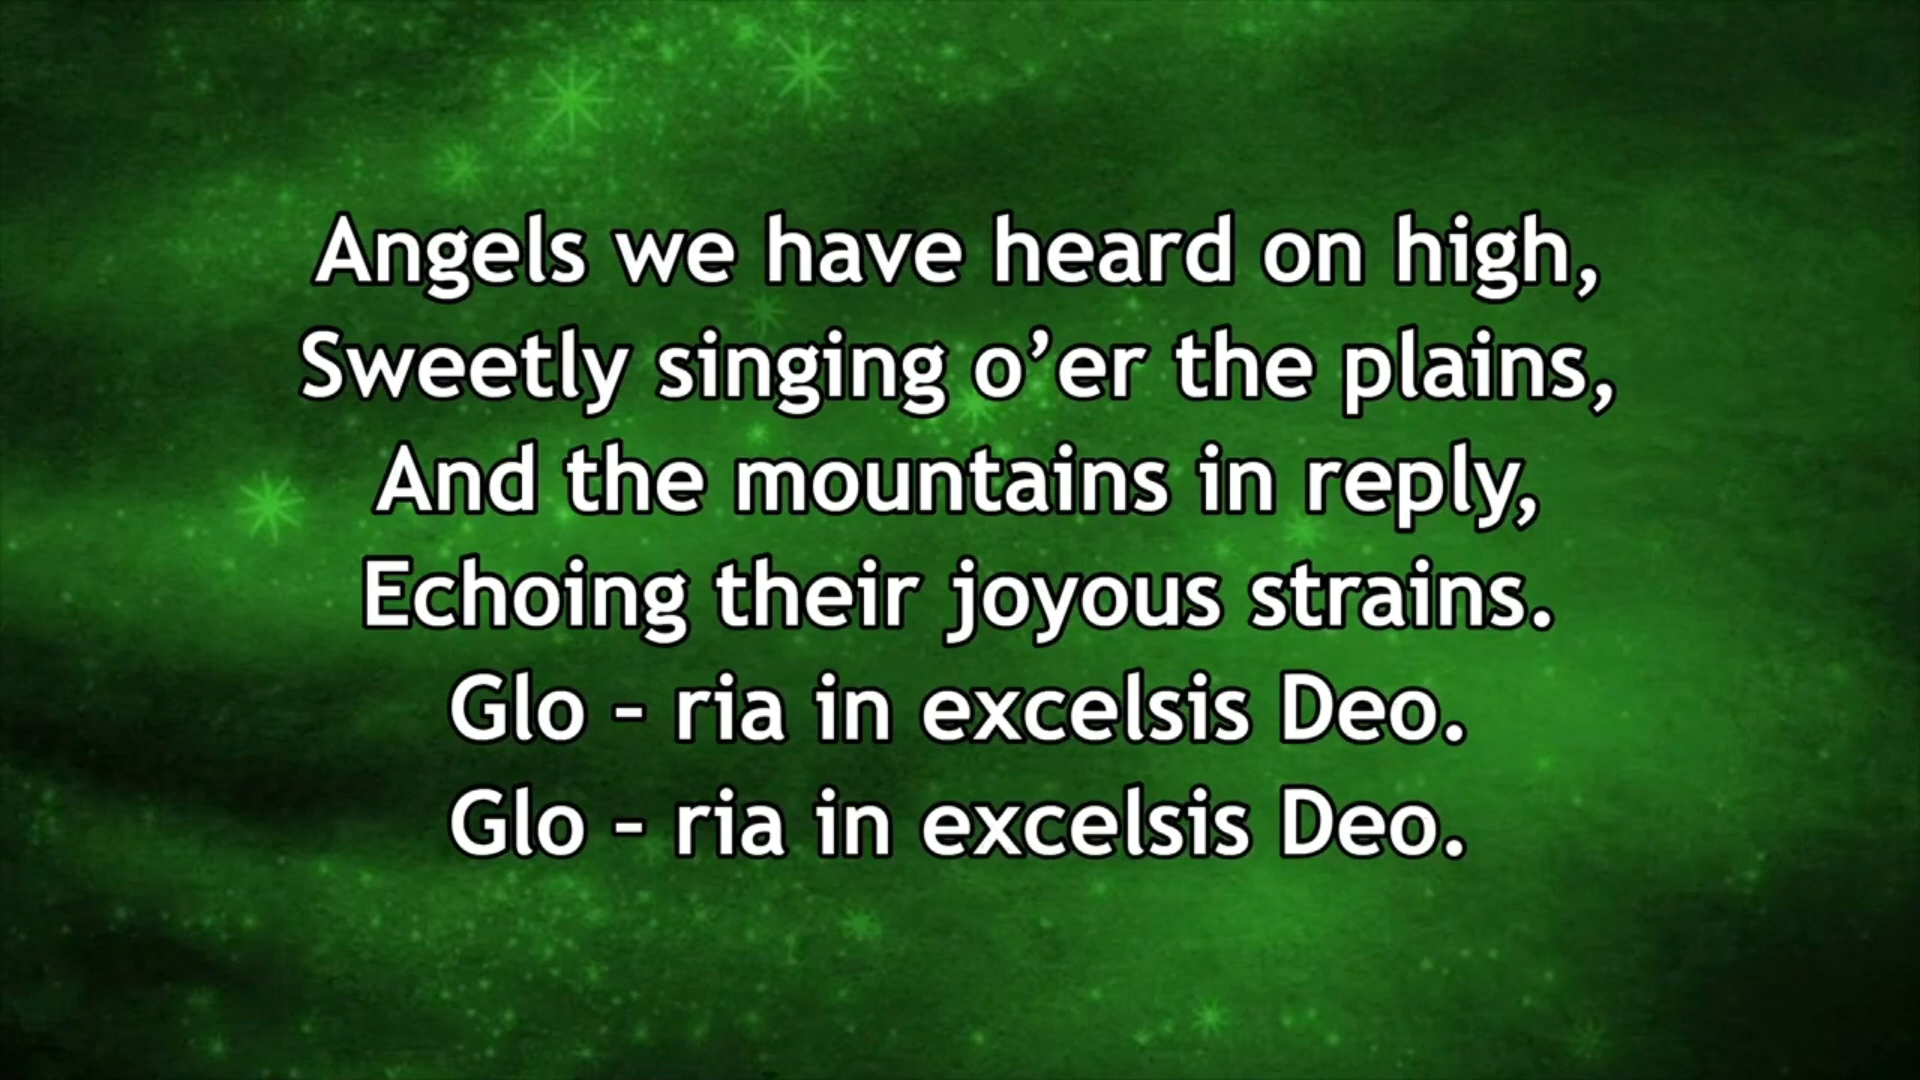 Angels we have heard on high,
Sweetly singing o’er the plains,
And the mountains in reply,
Echoing their joyous strains.
Glo - ria in excelsis Deo.
Glo - ria in excelsis Deo.